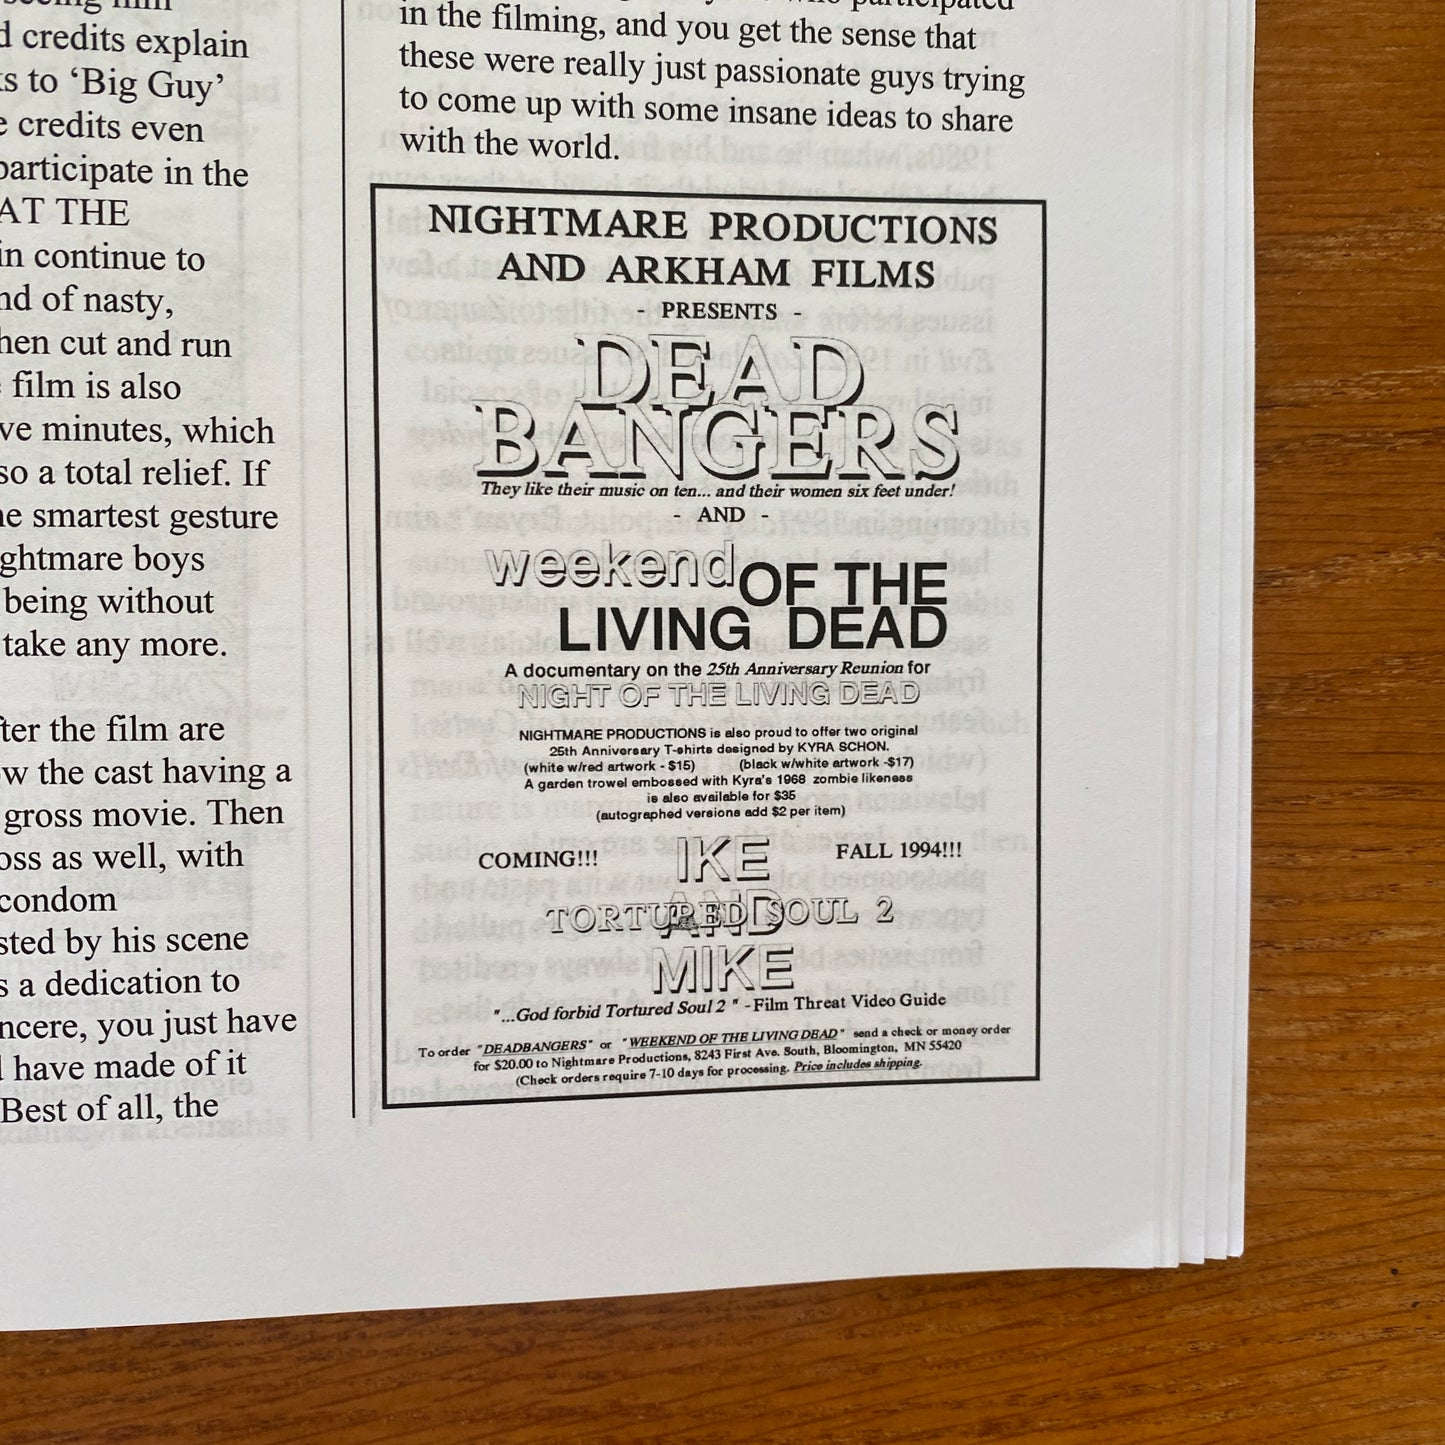 d credits explain
s to ‘Big Guy’
e credits even
participate in the
AT THE
in continue to
nd of nasty,
hen cut and run
film is also
ve minutes, which
so a total relief. If
ne smartest gesture
ghtmare boys
being without
take any more.
ter the film are
ow the cast having a
gross movie. Then
oss as well, with
condom
sted by his scene
s a dedication to
ncere, you just have
have made of it
Best of all, the
in the filming, and you get the sense that
these were really just passionate guys trying
to come up with some insane ideas to share
with the world.
NIGHTMARE PRODUCTIONS
AND ARKHAM FILMS
- PRESENTS -
DEAD
BANGERS
They like their music on ten... and their women six feet under!
- AND -
weekend OF THE
LIVING DEAD
A documentary on the 25th Anniversary Reunion for
NIGHT OF THE LIVING DEAD
NIGHTMARE PRODUCTIONS is also proud to offer two original
25th Anniversary T-shirts designed by KYRA SCHON.
(white w/red artwork - $15) (black w/white artwork -$17)
A garden trowel embossed with Kyra's 1968 zombie likeness
is also available for $35
(autographed versions add $2 per item)
COMING!!! IKE FALL 1994!!!
AND
TORTURED SOUL 2
MIKE
"...God forbid Tortured Soul 2 " -Film Threat Video Guide
To order "DEADBANGERS" or "WEEKEND OF THE LIVING DEAD" send a check or money order
for $20.00 to Nightmare Productions, 8243 First Ave. South, Bloomington, MN 55420
(Check orders require 7-10 days for processing. Price includes shipping.